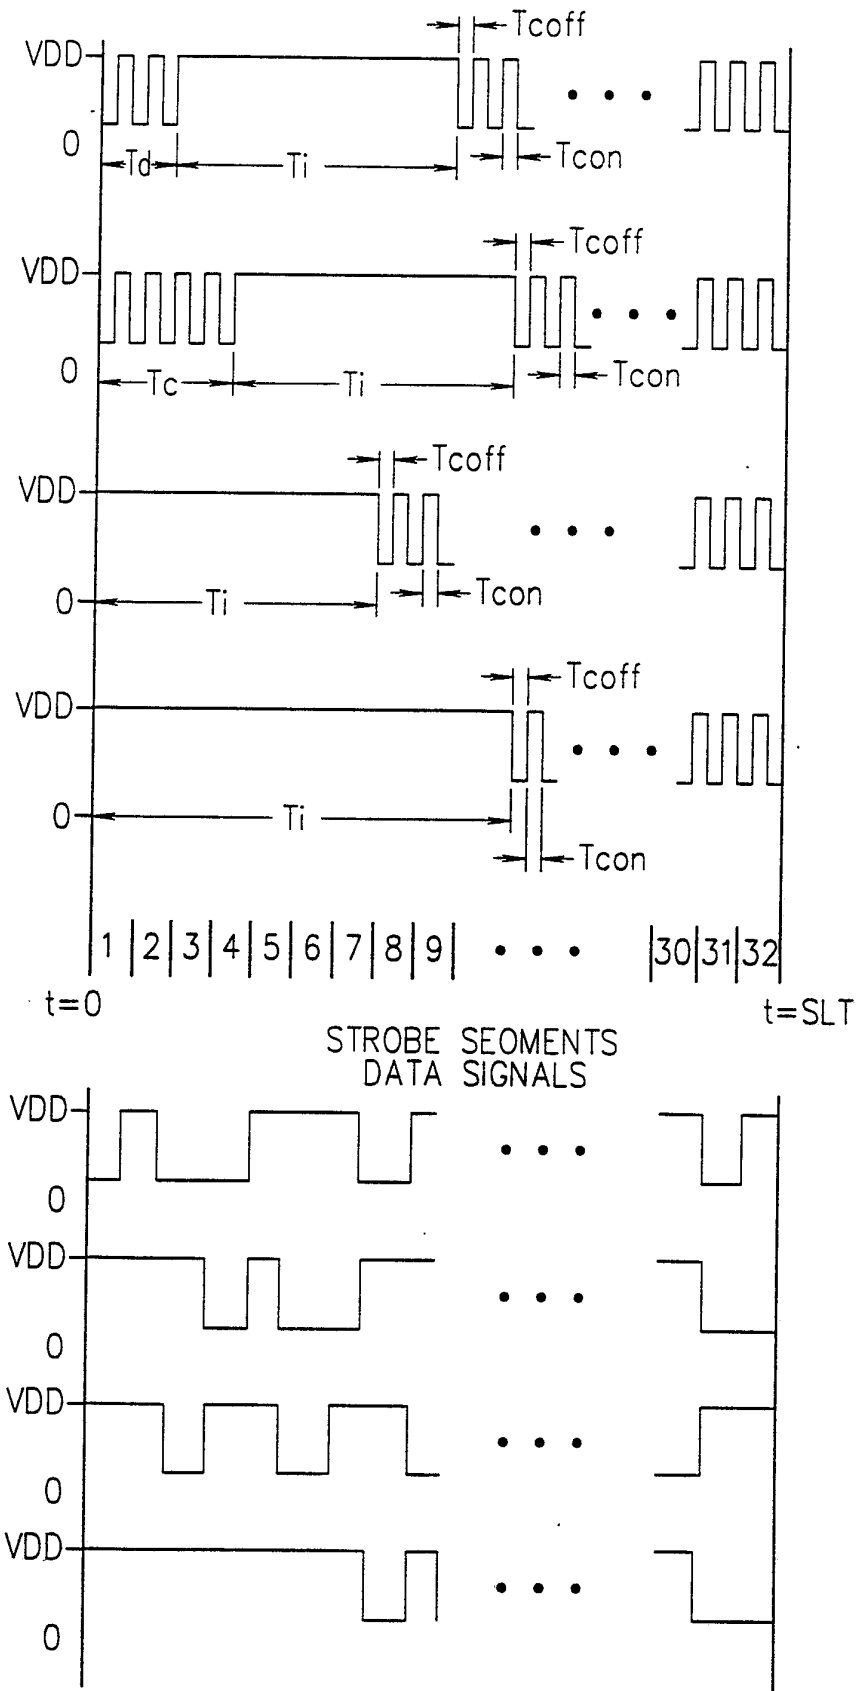 Tcoff
VDD
0
Td Ti Tcon
Tcoff
VDD
0
Tc Ti Tcon
Tcoff
VDD
Tcon
0 Ti
Tcoff
VDD
0 Ti
Tcon
1 2 3 4 5 6 7 8 9 • • • 30 31 32
t=0 t=SLT
STROBE SEOMENTS
DATA SIGNALS
VDD
0
VDD
0
VDD
0
VDD
0